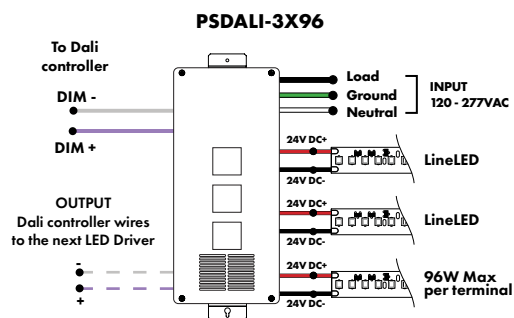 PSDALI-3X96
To Dali
controller
DIM -
DIM +
OUTPUT
Dali controller wires
to the next LED Driver
-
+
Load
Ground
Neutral
INPUT
120 - 277VAC
24V DC+
24V DC-
LineLED
24V DC+
24V DC-
LineLED
24V DC+
24V DC-
96W Max
per terminal